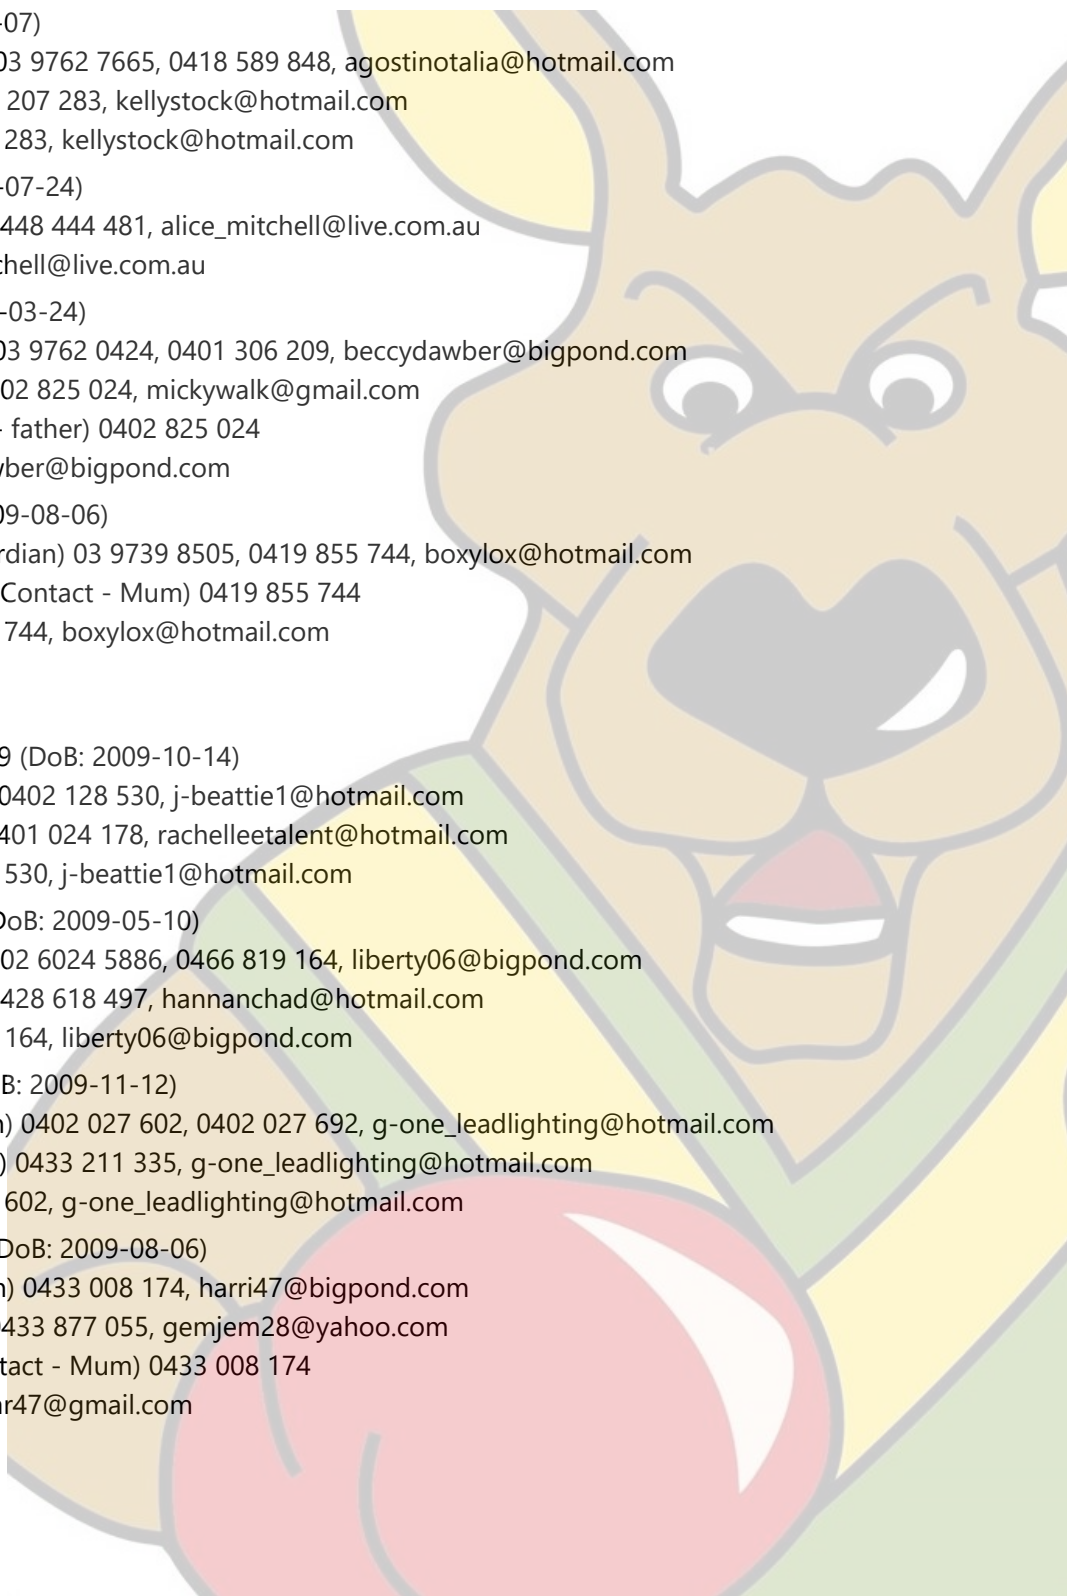 -07)
03 9762 7665, 0418 589 848, agostinotalia@hotmail.com
207 283, kellystock@hotmail.com
283, kellystock@hotmail.com
-07-24)
448 444 481, alice_mitchell@live.com.au
chell@live.com.au
-03-24)
03 9762 0424, 0401 306 209, beccydawber@bigpond.com
02 825 024, mickywalk@gmail.com
- father) 0402 825 024
wber@bigpond.com
09-08-06)
rdian) 03 9739 8505, 0419 855 744, boxylox@hotmail.com
Contact - Mum) 0419 855 744
744, boxylox@hotmail.com
9 (DoB: 2009-10-14)
0402 128 530, j-beattie1@hotmail.com
401 024 178, rachelleetalent@hotmail.com
530, j-beattie1@hotmail.com
DoB: 2009-05-10)
02 6024 5886, 0466 819 164, liberty06@bigpond.com
428 618 497, hannanchad@hotmail.com
164, liberty06@bigpond.com
B: 2009-11-12)
n) 0402 027 602, 0402 027 692, g-one_leadlighting@hotmail.com
) 0433 211 335, g-one_leadlighting@hotmail.com
602, g-one_leadlighting@hotmail.com
DoB: 2009-08-06)
n) 0433 008 174, harri47@bigpond.com
0433 877 055, gemjem28@yahoo.com
tact - Mum) 0433 008 174
ar47@gmail.com